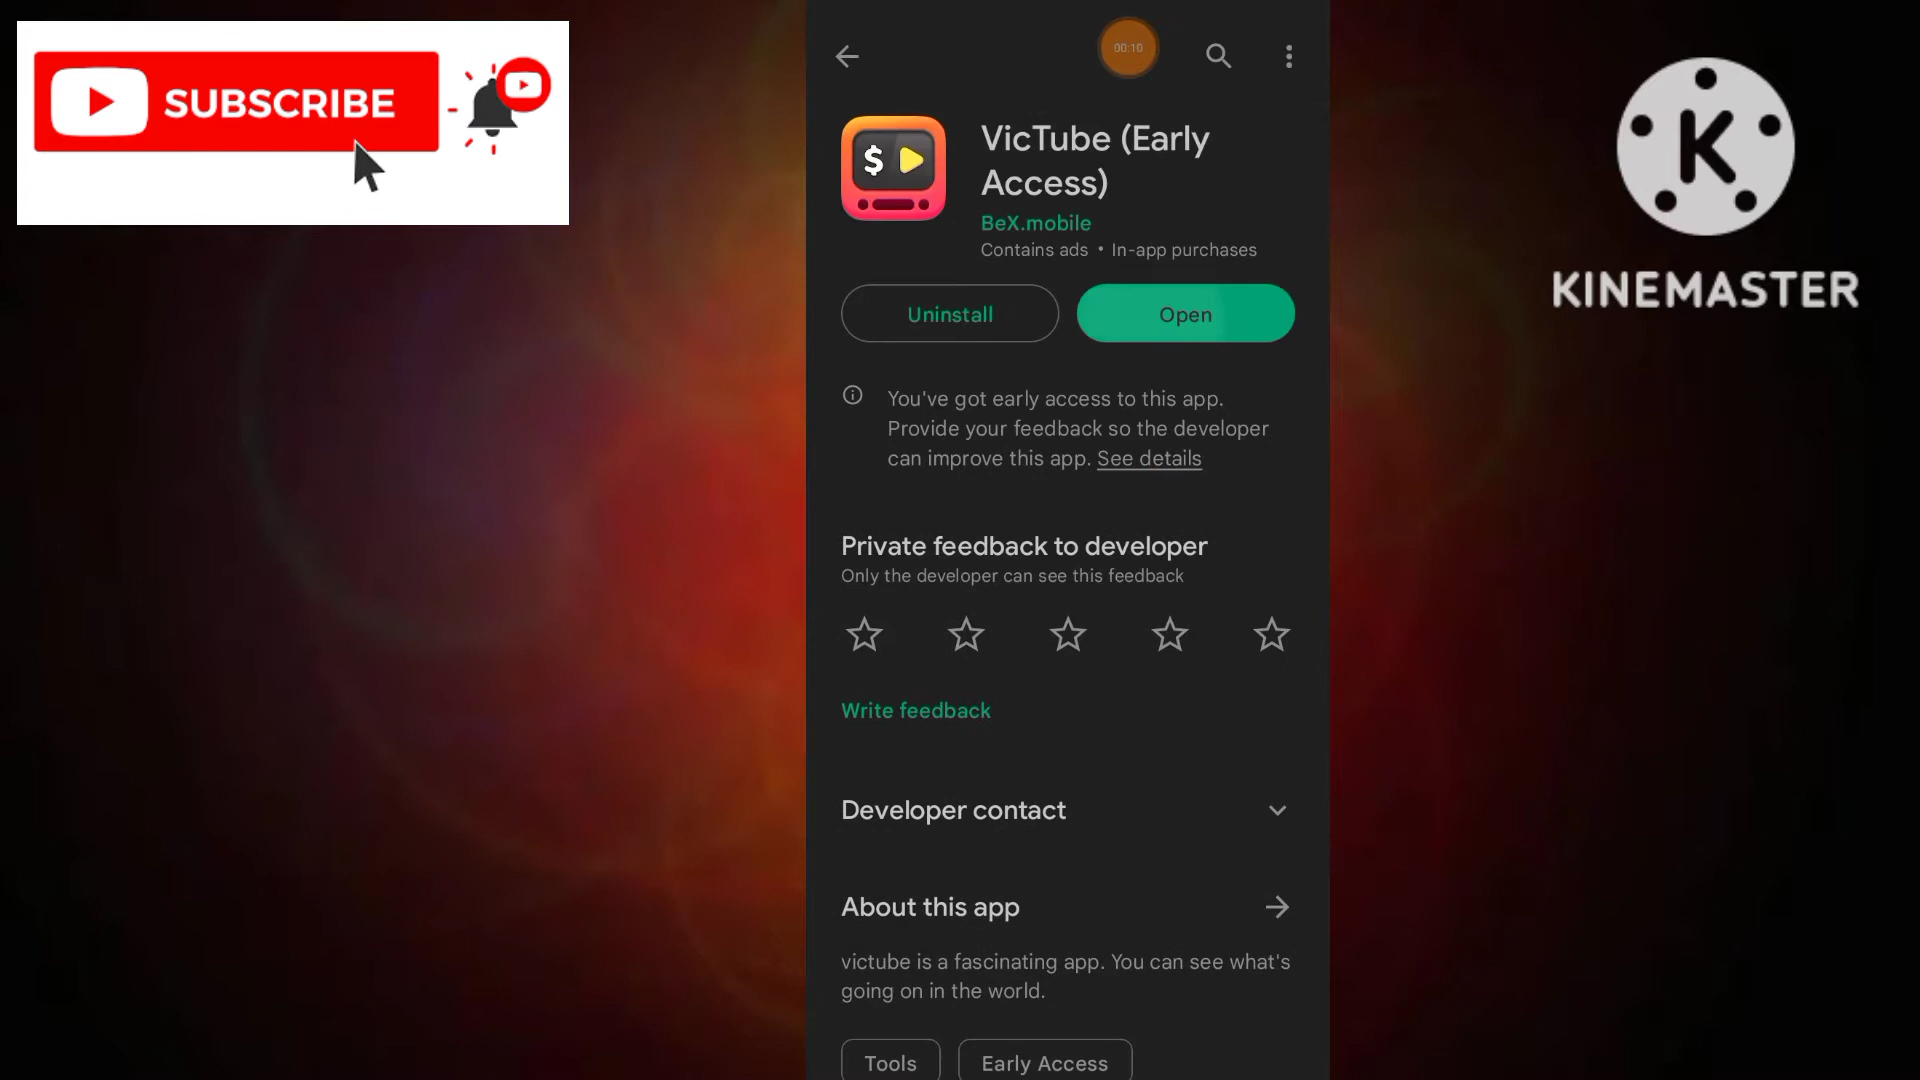 SUBSCRIBE
00:10
VicTube (Early
Access)
BeX.mobile
Contains ads • In-app purchases
Uninstall
Open
You've got early access to this app.
Provide your feedback so the developer
can improve this app. See details
Private feedback to developer
Only the developer can see this feedback
Write feedback
Developer contact
About this app
victube is a fascinating app. You can see what's
going on in the world.
Tools
Early Access
$
K
KINEMASTER